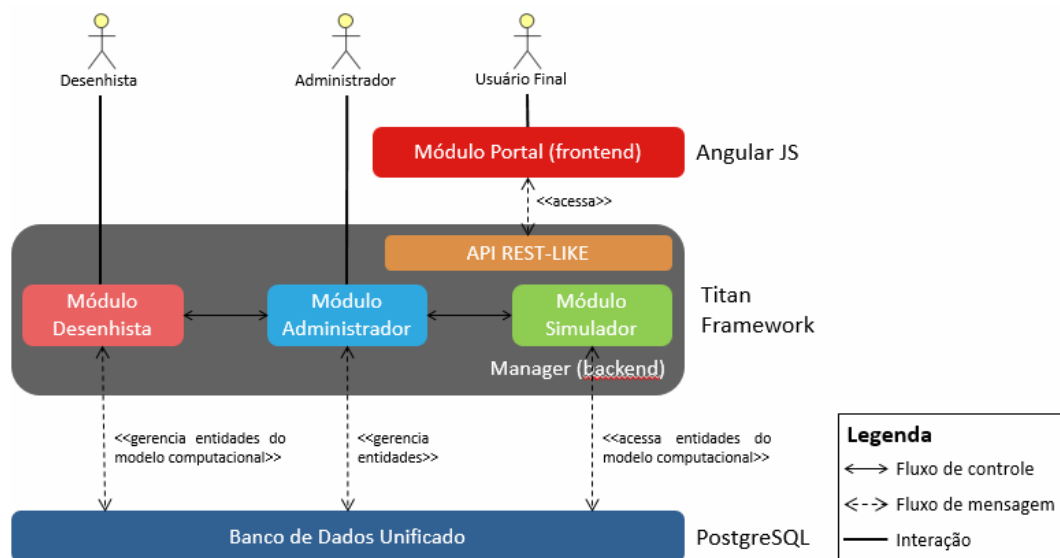 Desenhista
Administrador
Usuário Final
Módulo Portal (frontend)
Angular JS
<<acessa>>
API REST-LIKE
Módulo
Desenhista
Módulo
Administrador
Módulo
Simulador
Titan
Framework
Manager (backend)
<<gerencia entidades do
modelo computacional>>
<<gerencia
entidades>>
<<acessa entidades do
modelo computacional>>
Legenda
Fluxo de controle
Fluxo de mensagem
Interação
Banco de Dados Unificado
PostgreSQL